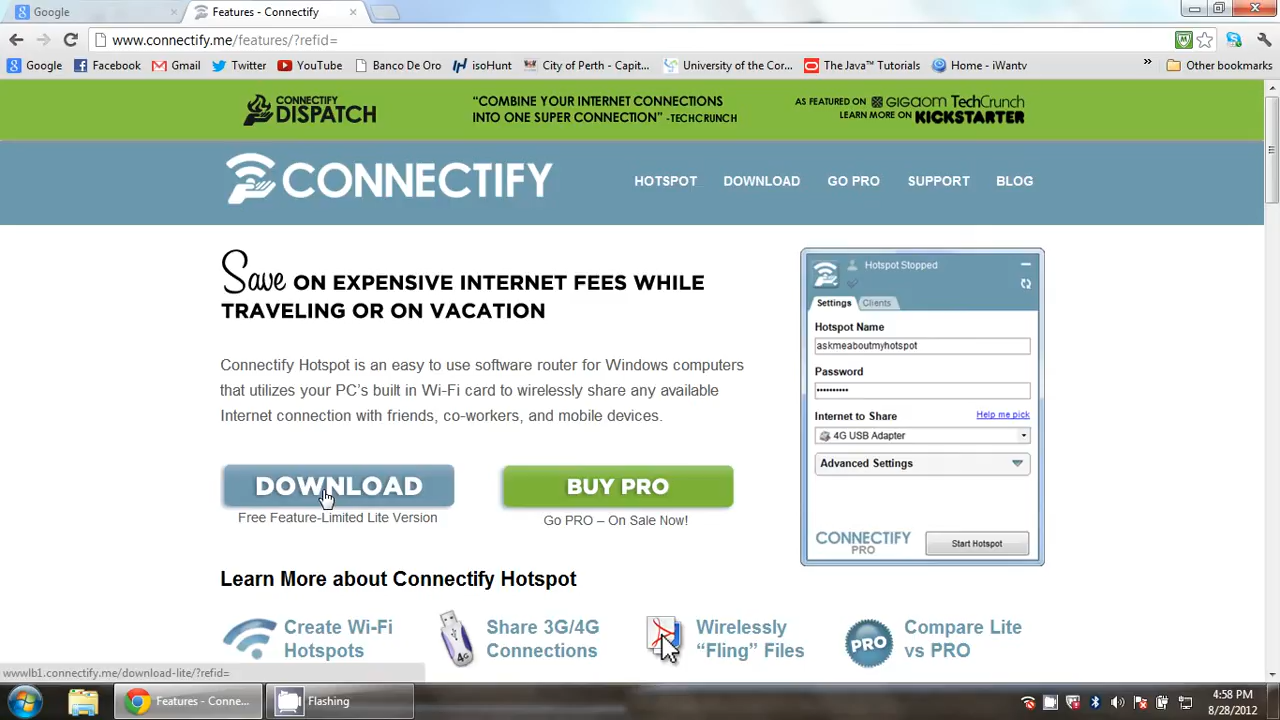 Google
Features - Connectify
www.connectify.me/features/?refid=
Google
Facebook
Gmail
Twitter
YouTube
Banco De Oro
isoHunt
City of Perth - Capit...
University of the Cor...
The Java™ Tutorials
Home - iWantv
»
Other bookmarks
CONNECTIFY
DISPATCH
“COMBINE YOUR INTERNET CONNECTIONS
INTO ONE SUPER CONNECTION” -TECHCRUNCH
AS FEATURED ON GIGAOM TechCrunch
LEARN MORE ON KICKSTARTER
CONNECTIFY
HOTSPOT
DOWNLOAD
GO PRO
SUPPORT
BLOG
Save ON EXPENSIVE INTERNET FEES WHILE
TRAVELING OR ON VACATION
Connectify Hotspot is an easy to use software router for Windows computers
that utilizes your PC’s built in Wi-Fi card to wirelessly share any available
Internet connection with friends, co-workers, and mobile devices.
DOWNLOAD
Free Feature-Limited Lite Version
BUY PRO
Go PRO – On Sale Now!
Hotspot Stopped
Settings
Clients
Hotspot Name
askmeaboutmyhotspot
Password
••••••••••
Internet to Share
Help me pick
4G USB Adapter
Advanced Settings
CONNECTIFY
PRO
Start Hotspot
Learn More about Connectify Hotspot
Create Wi-Fi
Hotspots
4G
Share 3G/4G
Connections
Wirelessly
“Fling” Files
PRO
Compare Lite
vs PRO
wwwlb1.connectify.me/download-lite/?refid=
Features - Conne...
Flashing
4:58 PM
8/28/2012